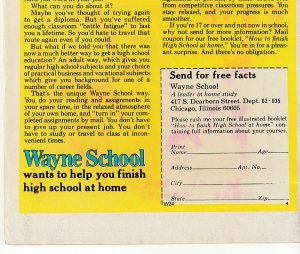 What can you do about it?
Maybe you've thought of trying again
to get a diploma. But you've suffered
enough classroom "battle fatigue" to last
you a lifetime. So you'd hate to travel that
route again even if you could.
But what if we told you that there was
now a much better way to get a high school
education? An adult way, which gives you
regular high school subjects and your choice
of practical business and vocational subjects
which give you background for one of a
number of career fields.
That's the unique Wayne School way.
You do your reading and assignments in
your spare time, in the relaxed atmosphere
of your own home, and "turn in" your com-
pleted assignments by mail. You don't have
to give up your present job. You don't
have to study or travel to class at incon-
venient times.
Wayne School
wants to help you finish
high school at home
from competitive classroom pressures. You
stay relaxed, and your progress is much
smoother.
If you're 17 or over and not now in school,
why not send for more information? Mail
coupon for our free booklet, "How to finish
High School at home." You're in for a pleas-
ant surprise. And there's no obligation.
Send for free facts
Wayne School
A leader in home study
417 S. Dearborn Street. Dept. 62-035
Chicago, Illinois 60605
Please rush me your free illustrated booklet
"How to finish High School at home" con-
taining full information about your courses.
Print
Name Age
Address Apt. No.
City
State Zip
W24 4